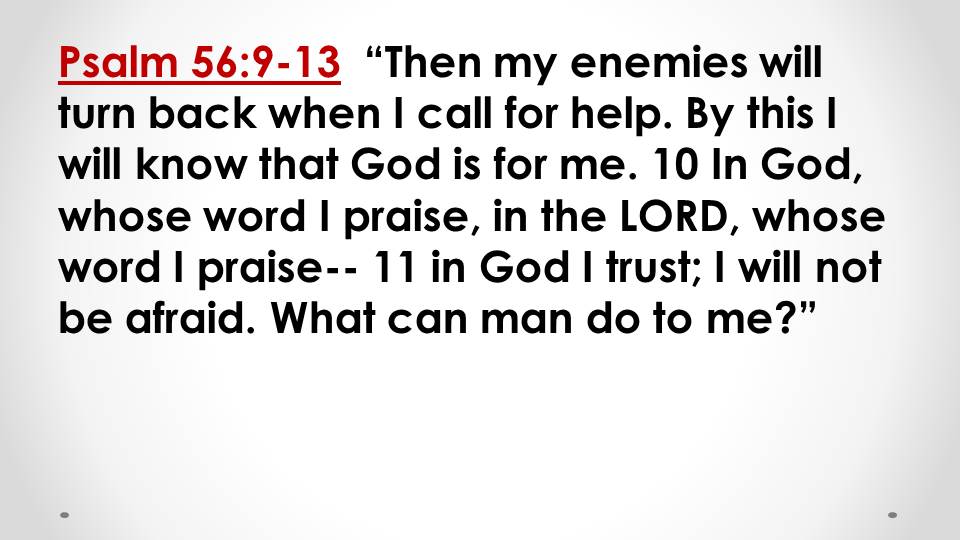 Psalm 56:9-13  “Then my enemies will
turn back when I call for help. By this I
will know that God is for me. 10 In God,
whose word I praise, in the LORD, whose
word I praise-- 11 in God I trust; I will not
be afraid. What can man do to me?”